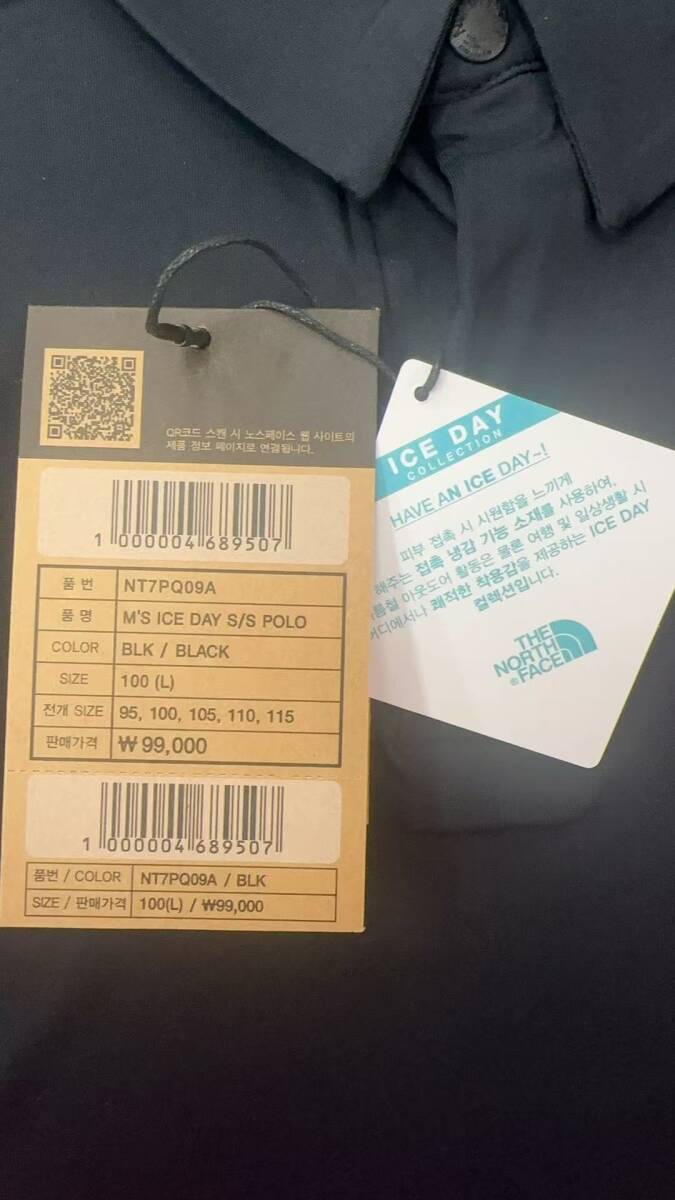 QR코드 스캔 시 노스페이스 웹 사이트의
제품 정보 페이지로 연결됩니다.
1 000004 689507
품 번 NT7PQ09A
품 명 M'S ICE DAY S/S POLO
COLOR BLK / BLACK
SIZE 100 (L)
전개 SIZE 95, 100, 105, 110, 115
판매가격 ₩ 99,000
1 000004 689507
품번 / COLOR NT7PQ09A / BLK
SIZE / 판매가격 100(L) / ₩99,000
ICE DAY
COLLECTION
HAVE AN ICE DAY~!
피부 접촉 시 시원함을 느끼게
해주는 접촉 냉감 기능 소재를 사용하여,
아웃도어 활동은 물론 여행 및 일상생활 시
쾌적한 착용감을 제공하는 ICE DAY
컬렉션입니다.
THE
NORTH
FACE